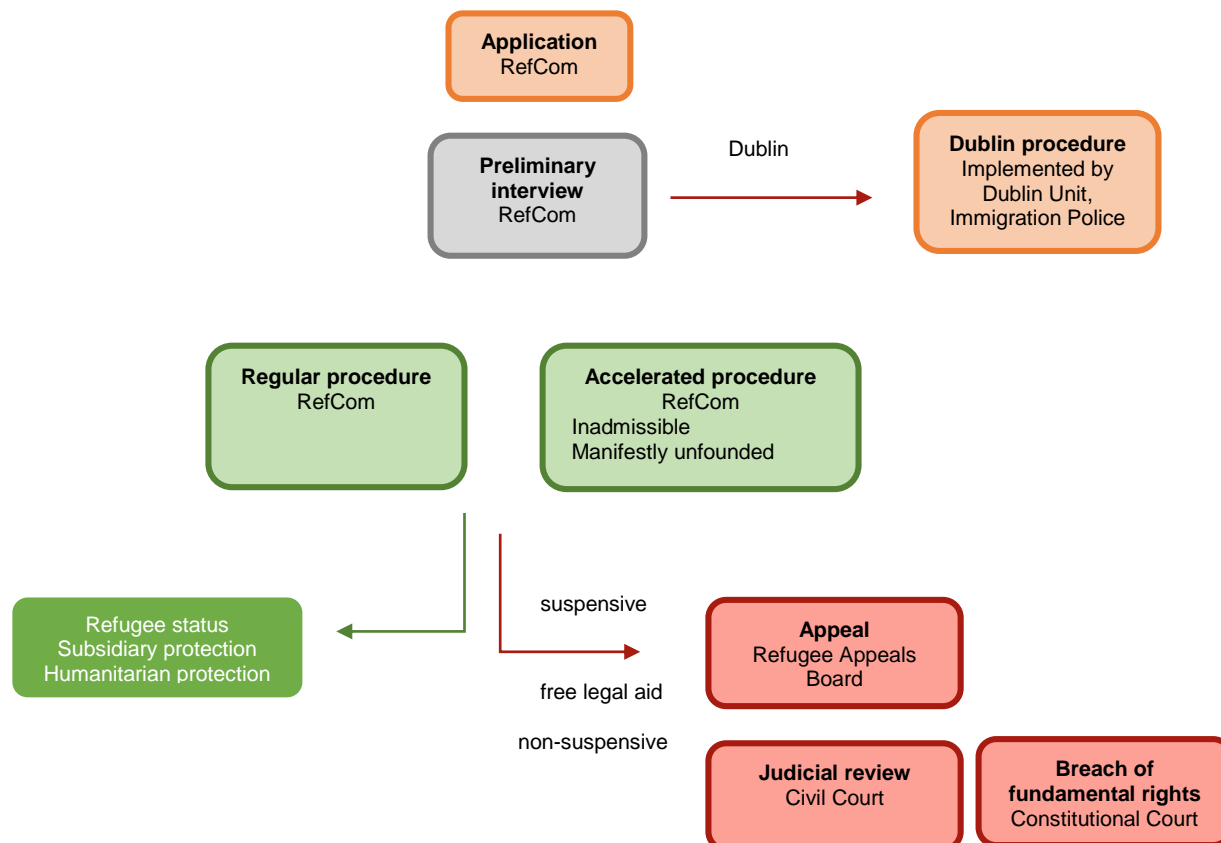 Application
RefCom
Preliminary
interview
RefCom
Dublin
Dublin procedure
Implemented by
Dublin Unit,
Immigration Police
Regular procedure
RefCom
Accelerated procedure
RefCom
Inadmissible
Manifestly unfounded
Refugee status
Subsidiary protection
Humanitarian protection
suspensive
free legal aid
non-suspensive
Appeal
Refugee Appeals
Board
Judicial review
Civil Court
Breach of
fundamental rights
Constitutional Court